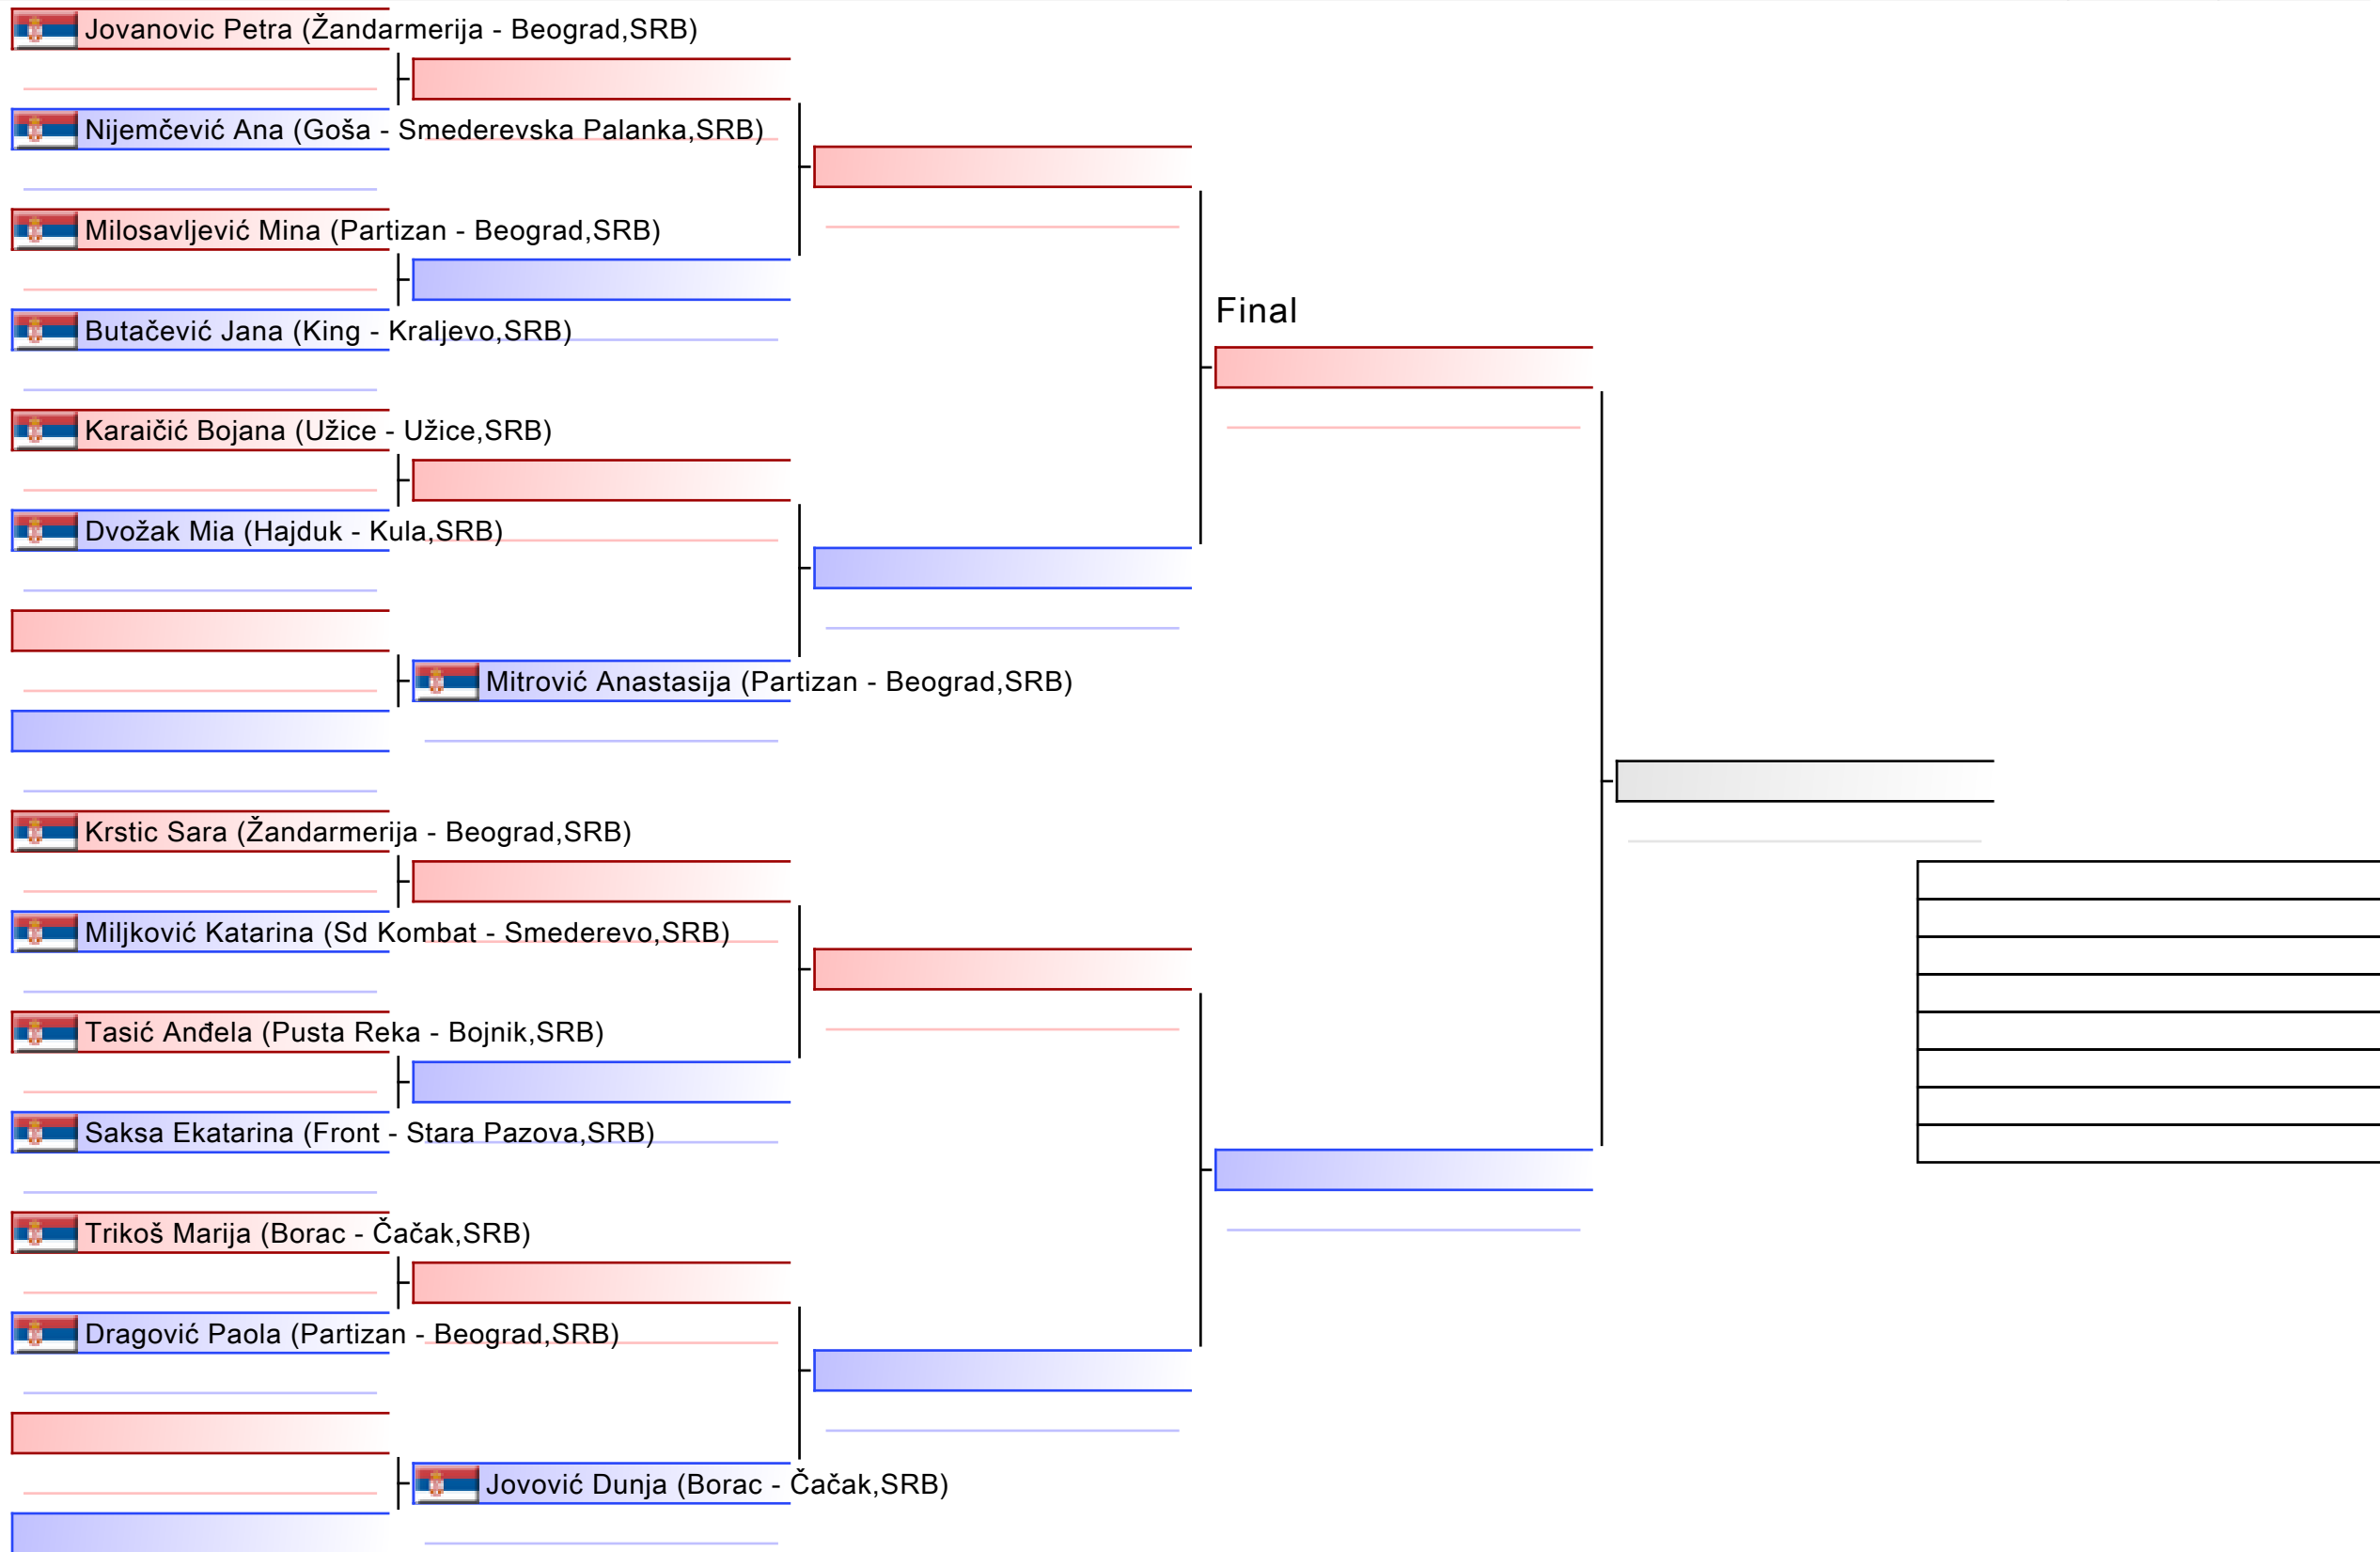 Jovanovic Petra (Žandarmerija - Beograd,SRB)
Nijemčević Ana (Goša - Smederevska Palanka,SRB)
Milosavljević Mina (Partizan - Beograd,SRB)
Final
Butačević Jana (King - Kraljevo,SRB)
Karaičić Bojana (Užice - Užice,SRB)
Dvožak Mia (Hajduk - Kula,SRB)
Mitrović Anastasija (Partizan - Beograd,SRB)
Krstic Sara (Žandarmerija - Beograd,SRB)
Miljković Katarina (Sd Kombat - Smederevo,SRB)
Tasić Anđela (Pusta Reka - Bojnik,SRB)
Saksa Ekatarina (Front - Stara Pazova,SRB)
Trikoš Marija (Borac - Čačak,SRB)
Dragović Paola (Partizan - Beograd,SRB)
Jovović Dunja (Borac - Čačak,SRB)